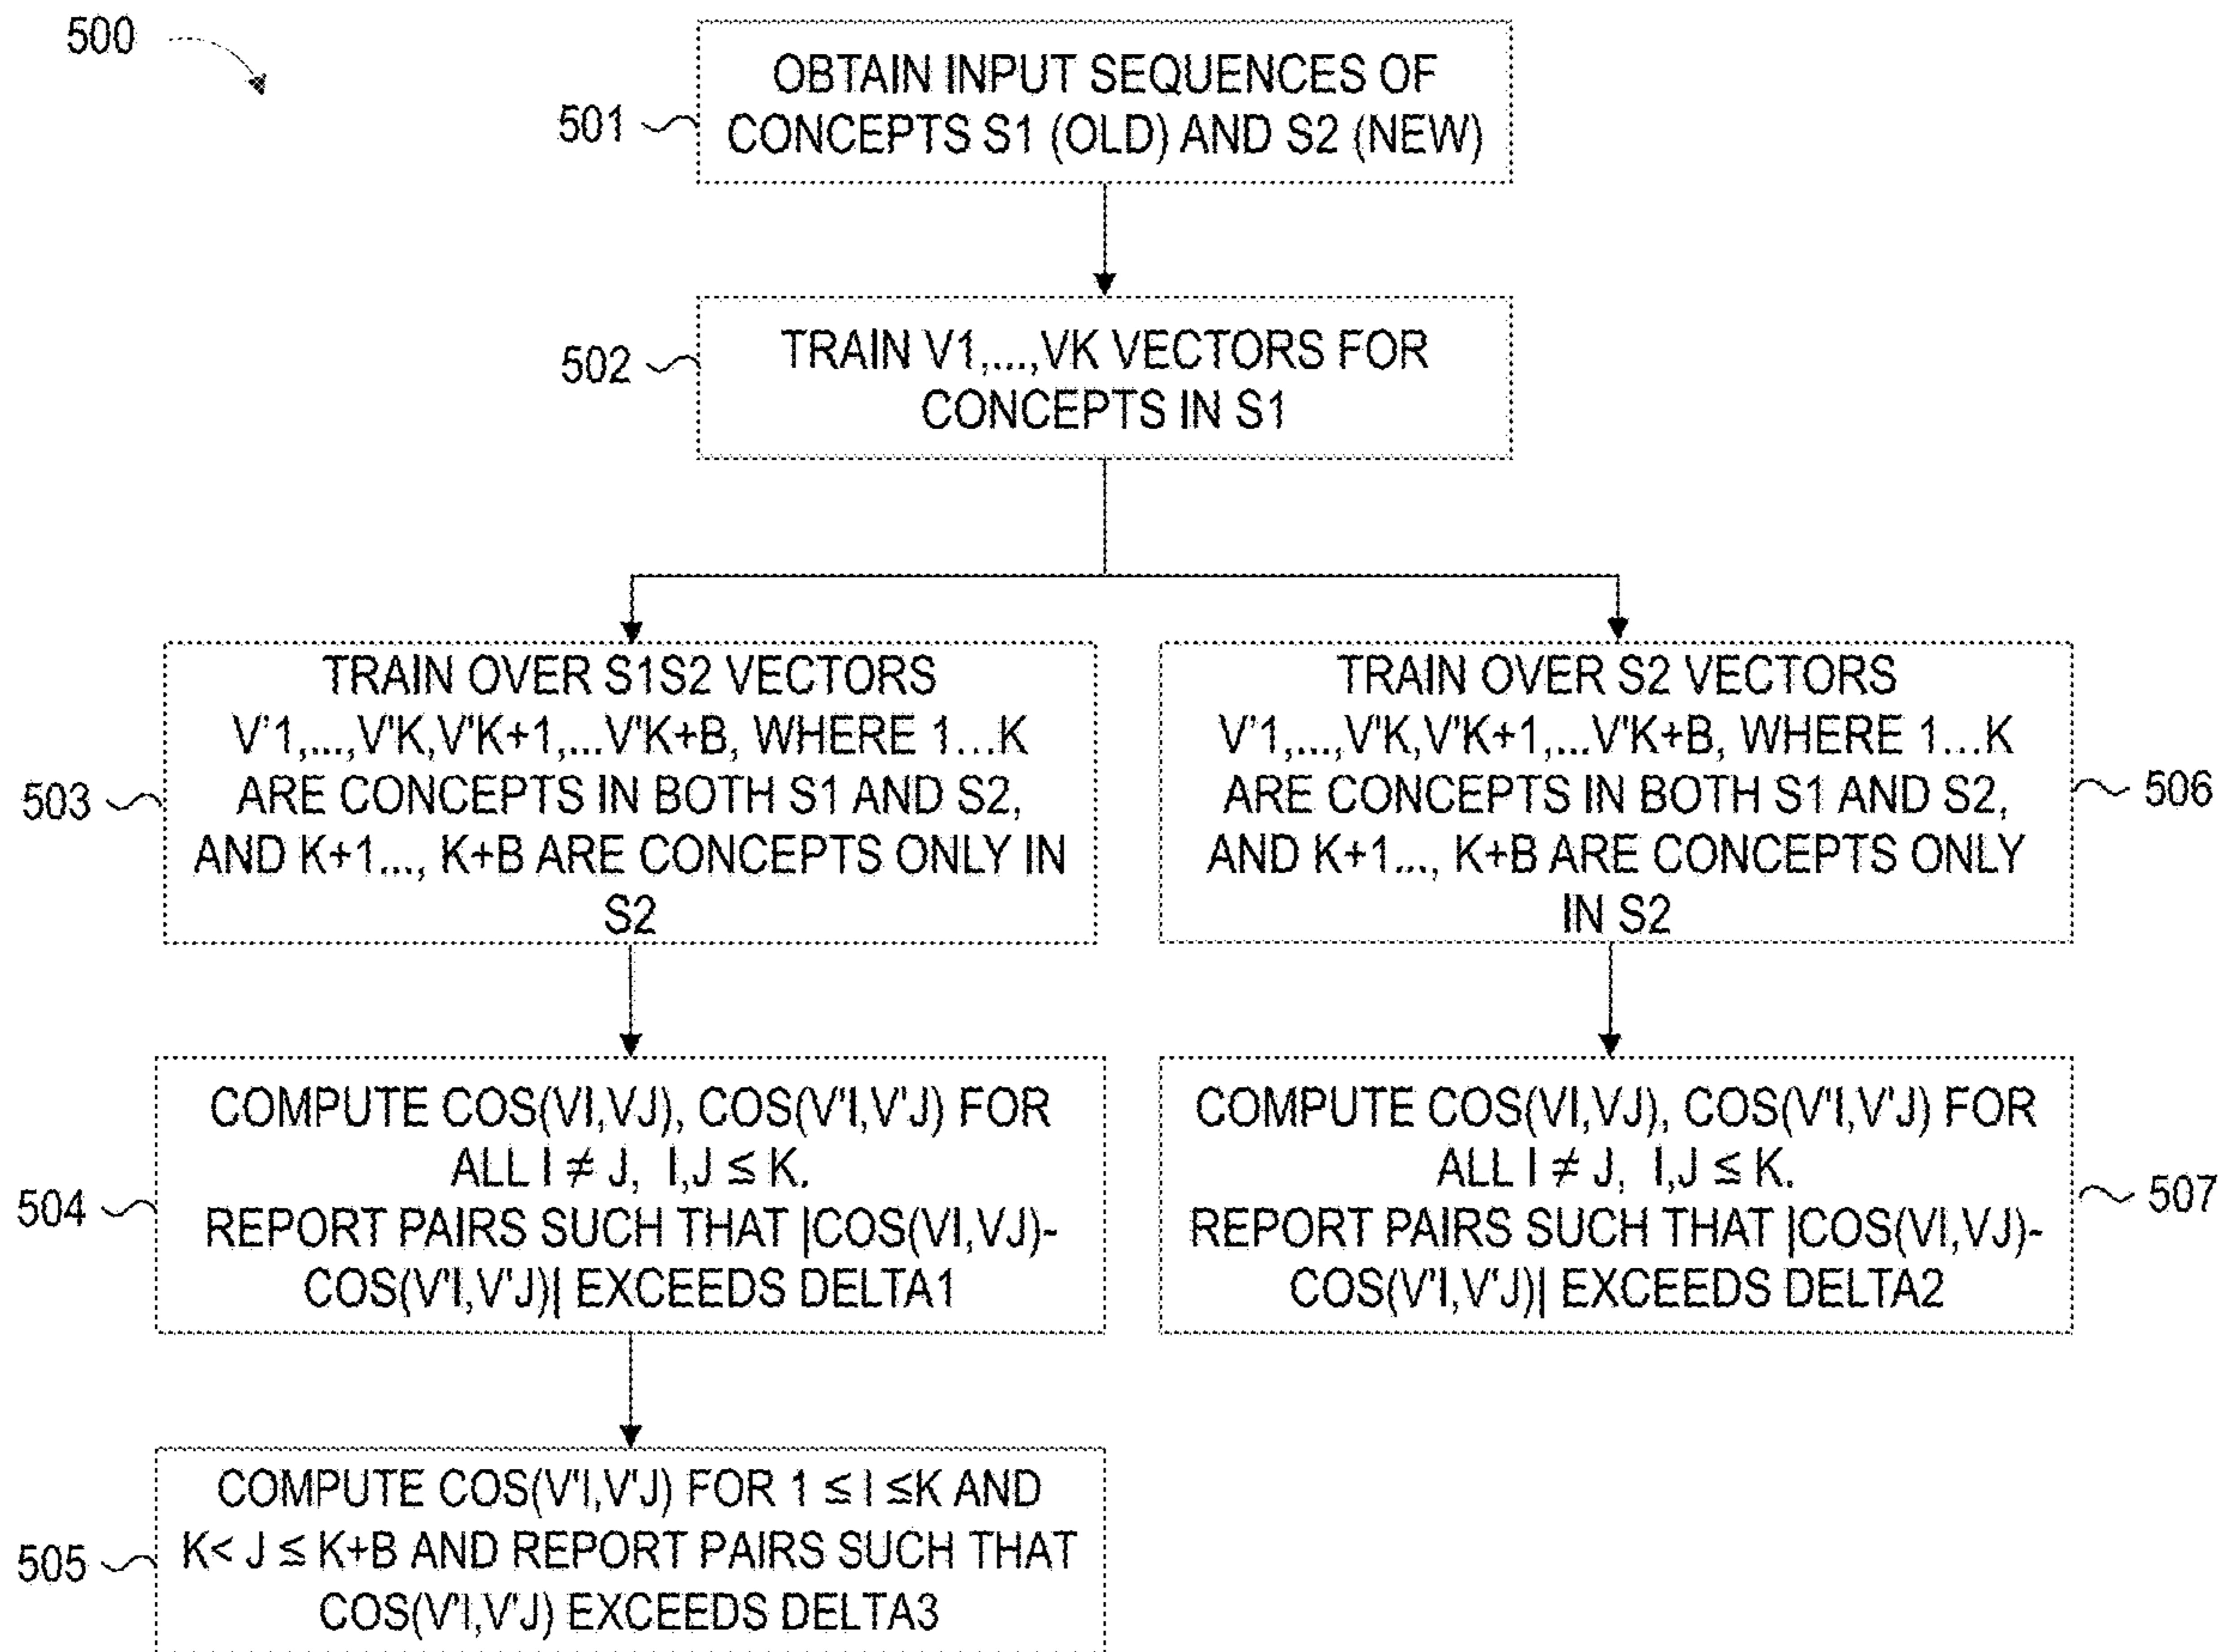 500
501
OBTAIN INPUT SEQUENCES OF
CONCEPTS S1 (OLD) AND S2 (NEW)
502
TRAIN V1,...,VK VECTORS FOR
CONCEPTS IN S1
503
TRAIN OVER S1S2 VECTORS
V'1,...,V'K,V'K+1,...V'K+B, WHERE 1...K
ARE CONCEPTS IN BOTH S1 AND S2,
AND K+1..., K+B ARE CONCEPTS ONLY IN
S2
TRAIN OVER S2 VECTORS
V'1,...,V'K,V'K+1,...V'K+B, WHERE 1...K
ARE CONCEPTS IN BOTH S1 AND S2,
AND K+1..., K+B ARE CONCEPTS ONLY
IN S2
506
504
COMPUTE COS(VI,VJ), COS(V'I,V'J) FOR
ALL I ≠ J, I,J ≤ K.
REPORT PAIRS SUCH THAT |COS(VI,VJ)-
COS(V'I,V'J)| EXCEEDS DELTA1
COMPUTE COS(VI,VJ), COS(V'I,V'J) FOR
ALL I ≠ J, I,J ≤ K.
REPORT PAIRS SUCH THAT |COS(VI,VJ)-
COS(V'I,V'J)| EXCEEDS DELTA2
507
505
COMPUTE COS(V'I,V'J) FOR 1 ≤ I ≤K AND
K< J ≤ K+B AND REPORT PAIRS SUCH THAT
COS(V'I,V'J) EXCEEDS DELTA3